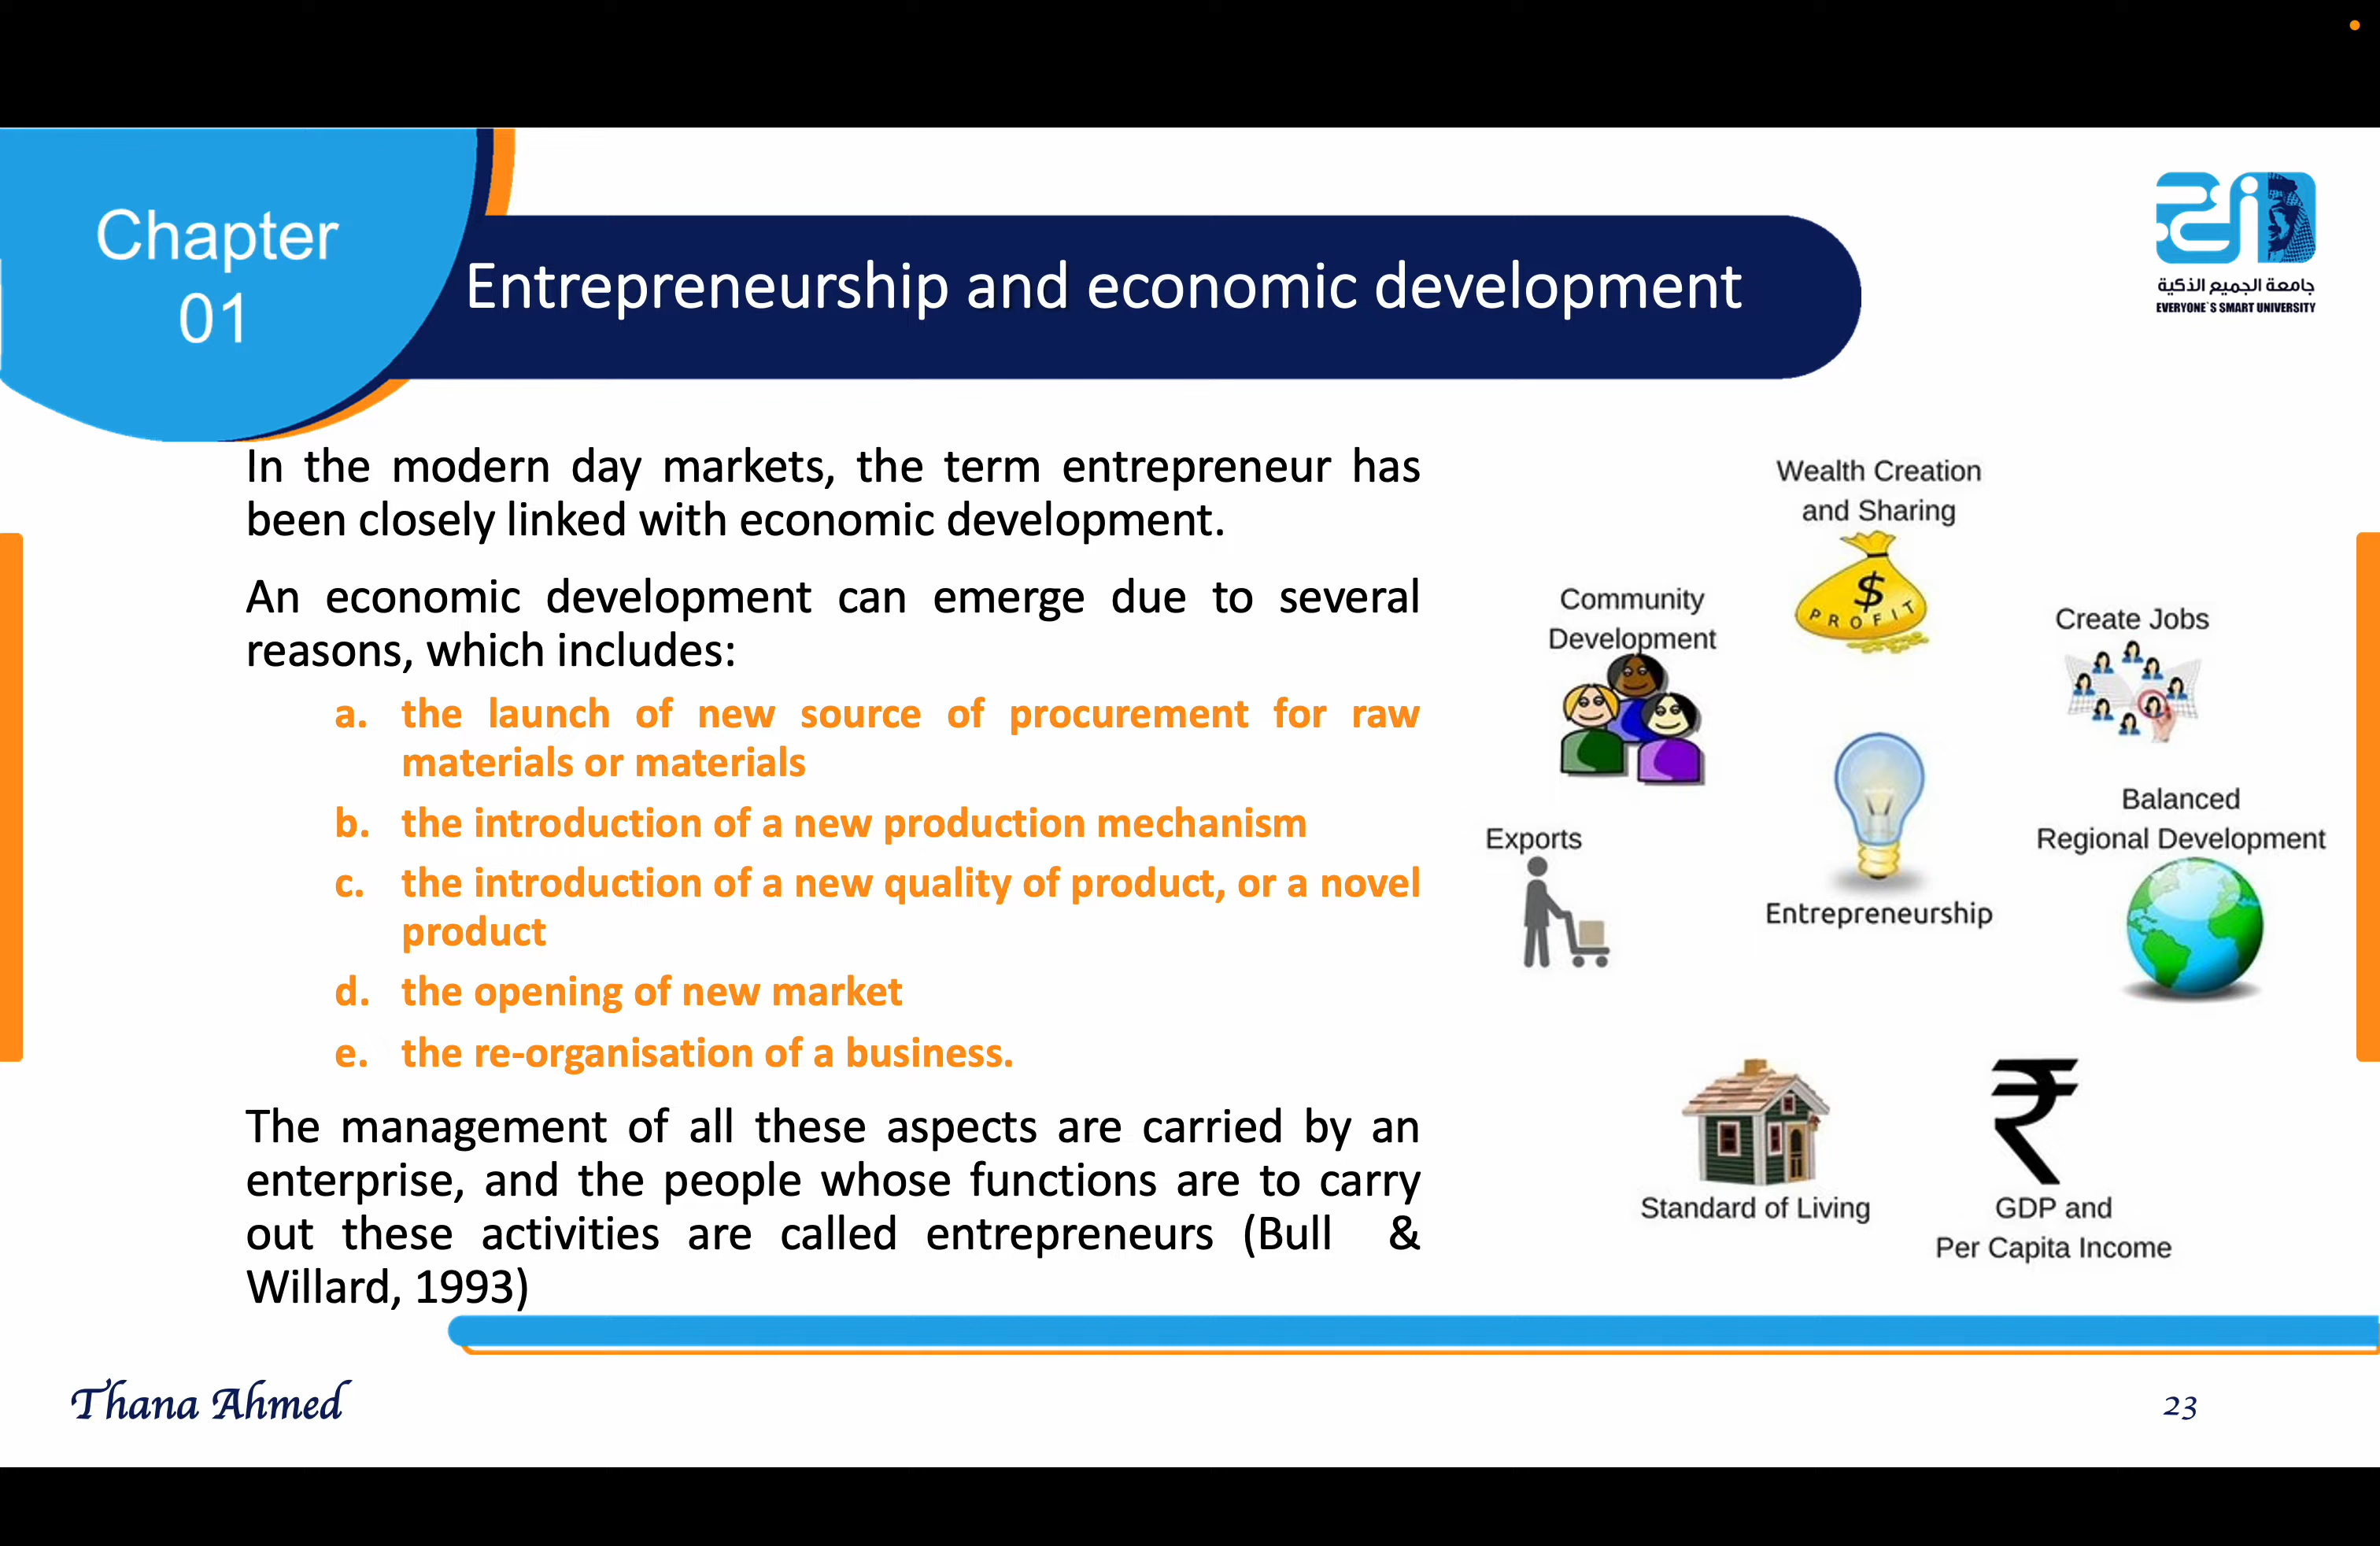 Chapter
01
Entrepreneurship and economic development
جامعة الجميع الذكية
EVERYONE`S SMART UNIVERSITY
In the modern day markets, the term entrepreneur has
been closely linked with economic development.
An economic development can emerge due to several
reasons, which includes:
a. the launch of new source of procurement for raw
materials or materials
b. the introduction of a new production mechanism
c. the introduction of a new quality of product, or a novel
product
d. the opening of new market
e. the re-organisation of a business.
The management of all these aspects are carried by an
enterprise, and the people whose functions are to carry
out these activities are called entrepreneurs (Bull &
Willard, 1993)
Wealth Creation
and Sharing
$
PROFIT
Community
Development
Create Jobs
Exports
Entrepreneurship
Balanced
Regional Development
Standard of Living
₹
GDP and
Per Capita Income
Thana Ahmed
23